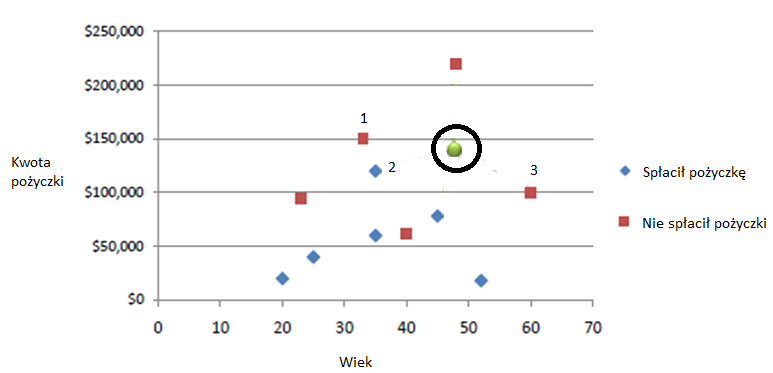 $250,000
$200,000
$150,000
$100,000
$50,000
$0
0 10 20 30 40 50 60 70
Kwota
pożyczki
Wiek
1
2
3
Spłacił pożyczkę
Nie spłacił pożyczki